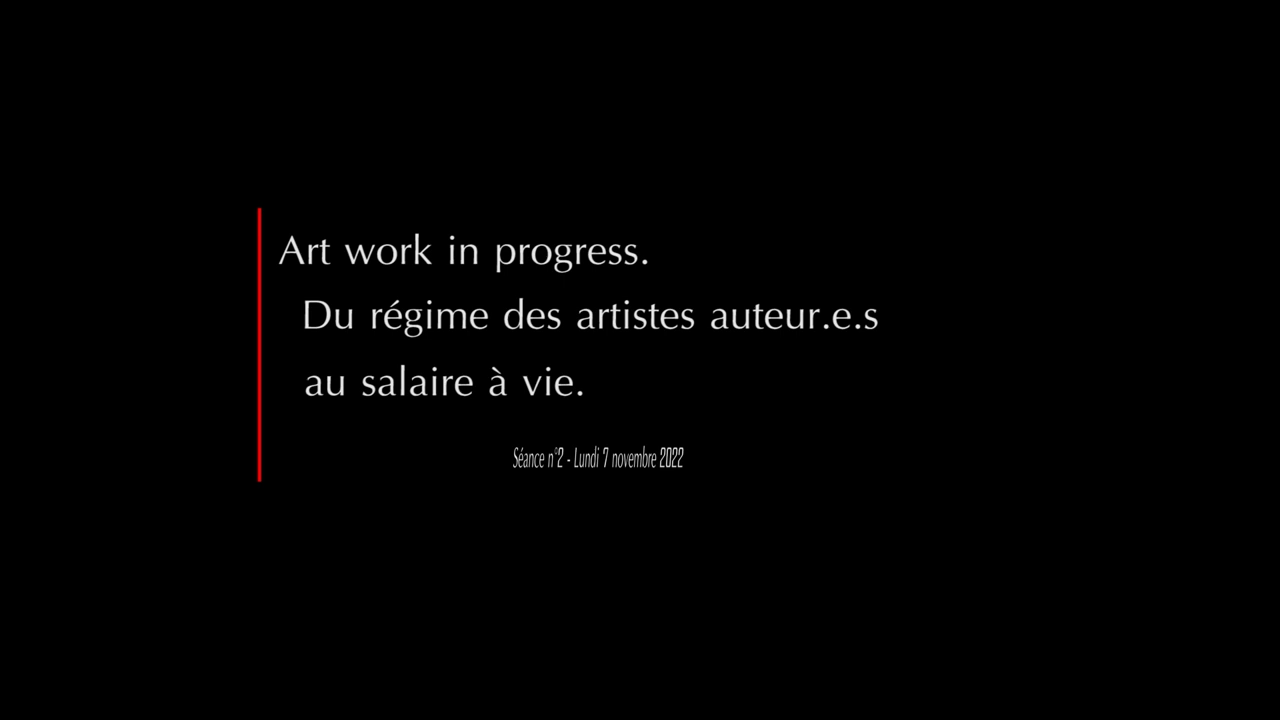 Art work in progress.
Du régime des artistes auteur.e.s
au salaire à vie.
Séance n°2 - Lundi 7 novembre 2022